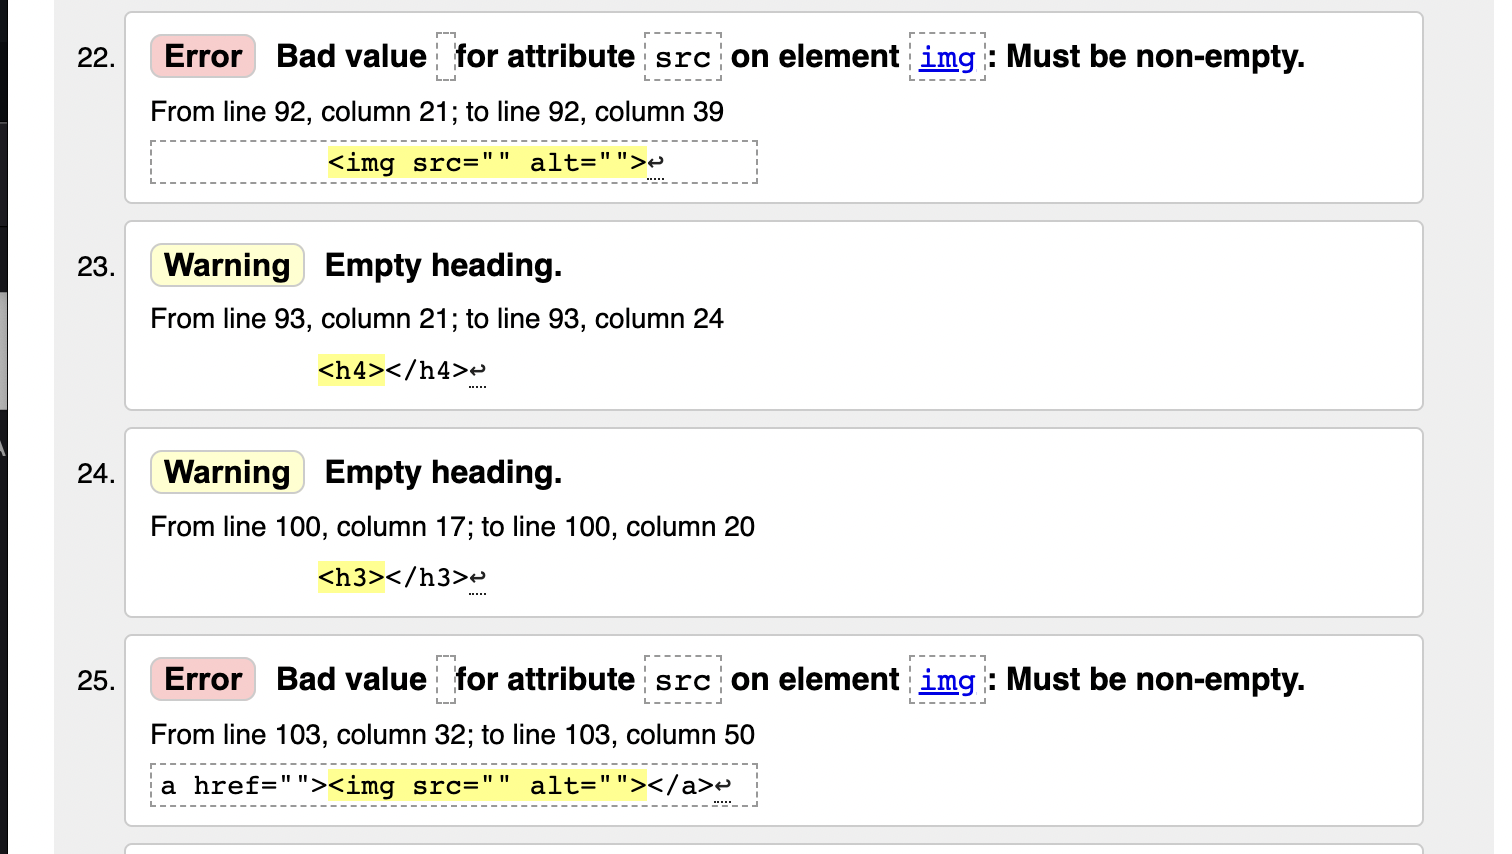 22. Error Bad value for attribute src on element img: Must be non-empty.
From line 92, column 21; to line 92, column 39
<img src="" alt="">↩
23. Warning Empty heading.
From line 93, column 21; to line 93, column 24
<h4></h4>↩
24. Warning Empty heading.
From line 100, column 17; to line 100, column 20
<h3></h3>↩
25. Error Bad value for attribute src on element img: Must be non-empty.
From line 103, column 32; to line 103, column 50
a href=""><img src="" alt=""></a>↩